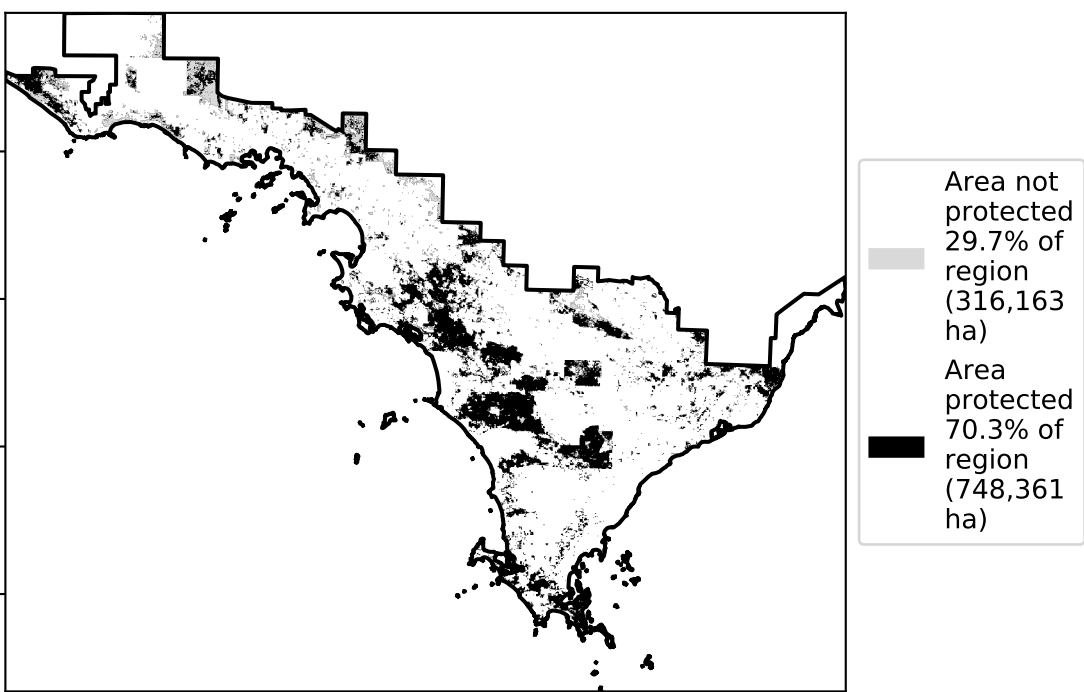 Area not
protected
29.7% of
region
(316,163
ha)
Area
protected
70.3% of
region
(748,361
ha)